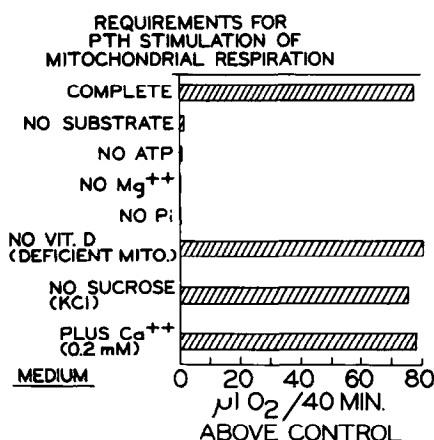 REQUIREMENTS FOR
PTH STIMULATION OF
MITOCHONDRIAL RESPIRATION
COMPLETE
NO SUBSTRATE
NO ATP
NO Mg++
NO Pi
NO VIT. D
(DEFICIENT MITO.)
NO SUCROSE
(KCl)
PLUS Ca++
(0.2 mM)
MEDIUM
0 20 40 60 80
µl O2/40 MIN.
ABOVE CONTROL